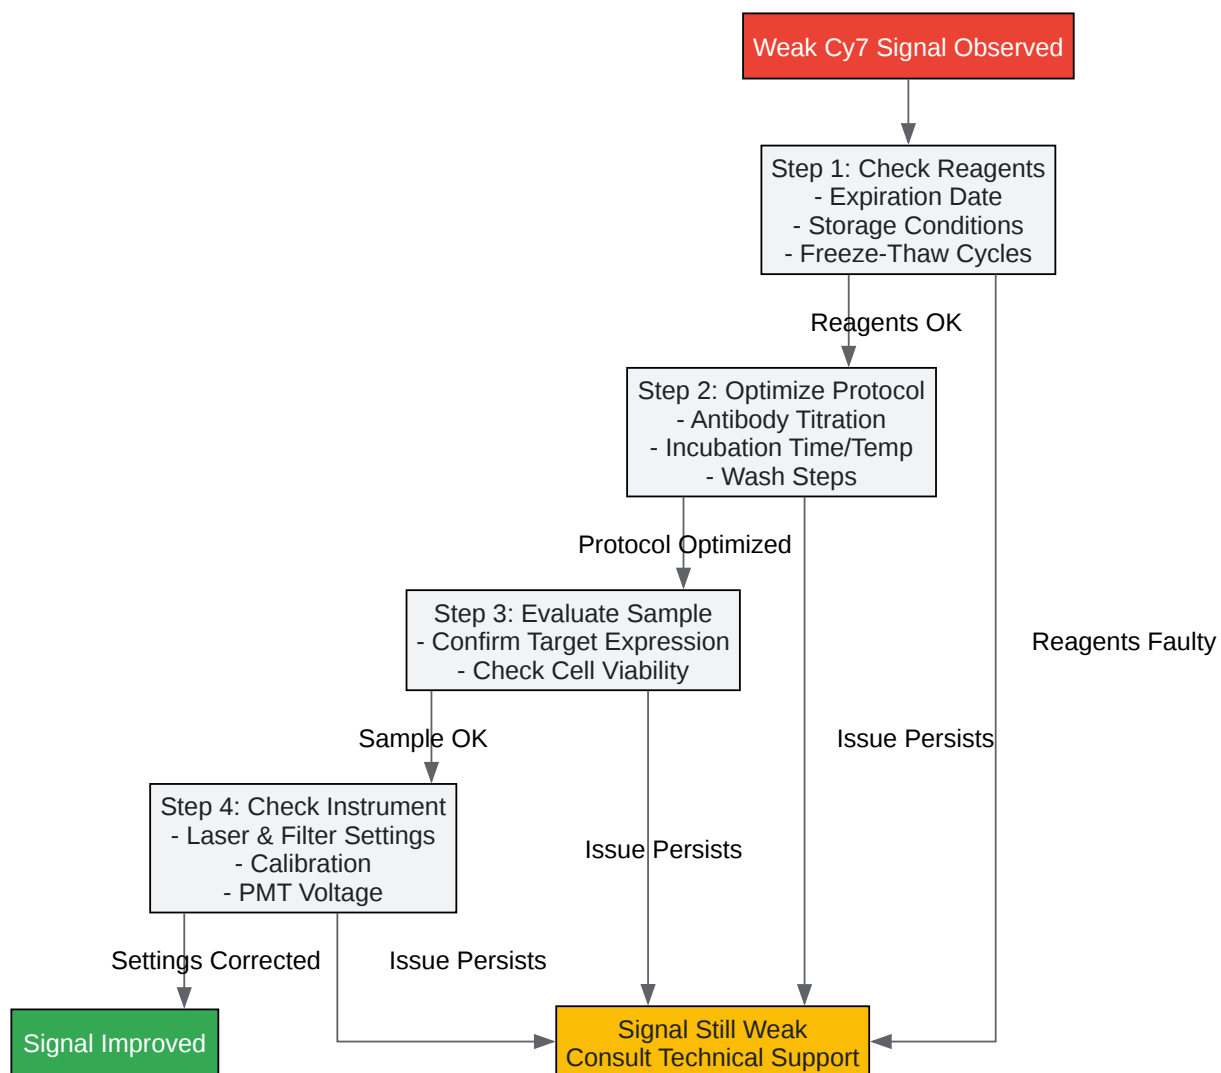 Weak Cy7 Signal Observed
Step 1: Check Reagents
- Expiration Date
- Storage Conditions
- Freeze-Thaw Cycles
Reagents OK
Step 2: Optimize Protocol
- Antibody Titration
- Incubation Time/Temp
- Wash Steps
Protocol Optimized
Step 3: Evaluate Sample
- Confirm Target Expression
- Check Cell Viability
Reagents Faulty
Sample OK
Issue Persists
Step 4: Check Instrument
- Laser & Filter Settings
- Calibration
- PMT Voltage
Issue Persists
Settings Corrected
Issue Persists
Signal Improved
Signal Still Weak
Consult Technical Support